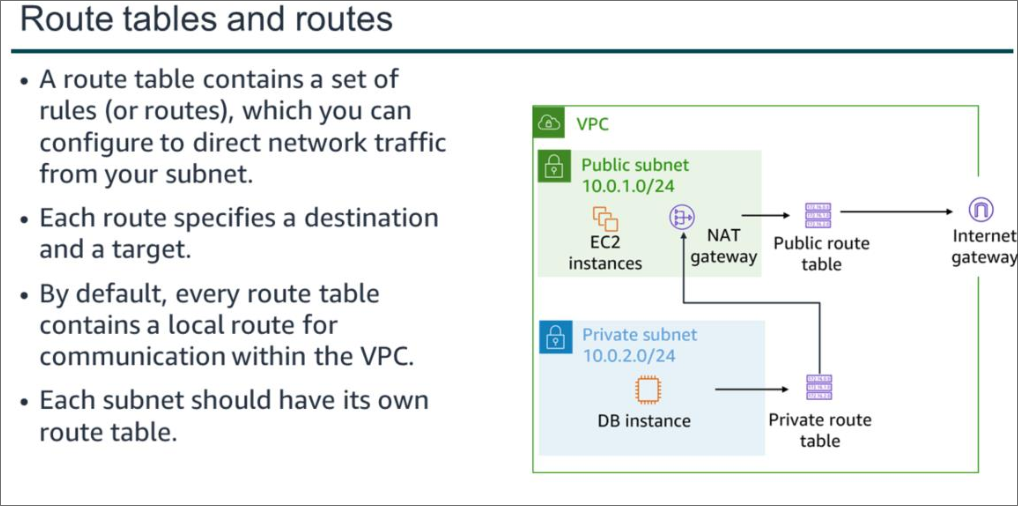 Route tables and routes
• A route table contains a set of
rules (or routes), which you can
configure to direct network traffic
from your subnet.
• Each route specifies a destination
and a target.
• By default, every route table
contains a local route for
communication within the VPC.
• Each subnet should have its own
route table.
VPC
Public subnet
10.0.1.0/24
EC2
instances
NAT
gateway
Public route
table
Internet
gateway
Private subnet
10.0.2.0/24
DB instance
Private route
table